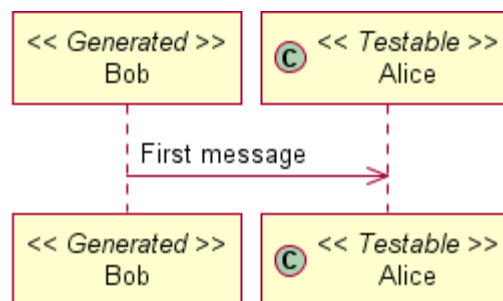 << Generated >>
Bob
C << Testable >>
Alice
First message
<< Generated >>
Bob
C << Testable >>
Alice